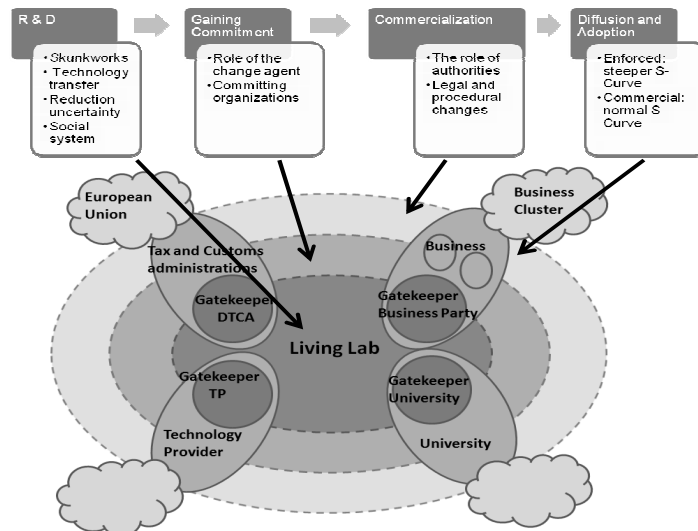 R & D
• Skunkworks
• Technology
transfer
• Reduction
uncertainty
• Social
system
Gaining
Commitment
• Role of the
change agent
• Committing
organizations
Commercialization
• The role of
authorities
• Legal and
procedural
changes
Diffusion and
Adoption
• Enforced:
steeper S-
Curve
• Commercial:
normal S
Curve
European
Union
Business
Cluster
Tax and Customs
administrations
Business
Gatekeeper
DTCA
Gatekeeper
Business Party
Living Lab
Gatekeeper
TP
Gatekeeper
University
Technology
Provider
University